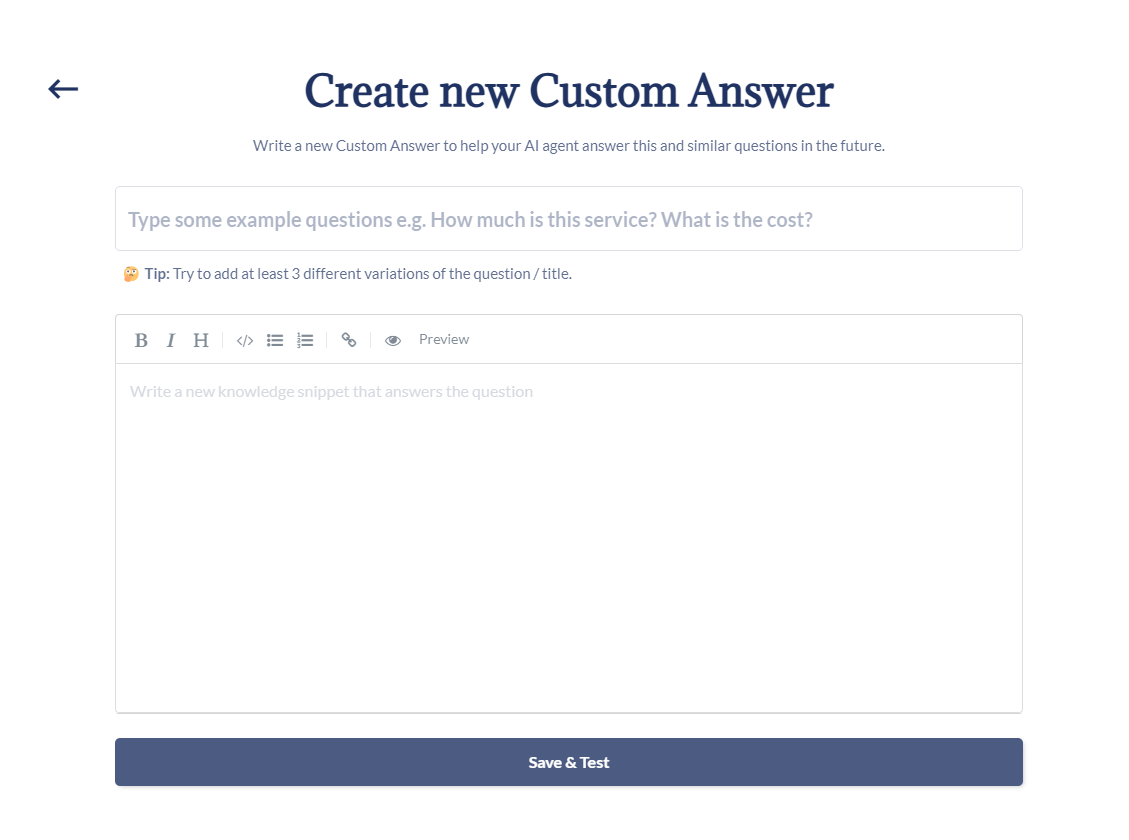 Create new Custom Answer
Write a new Custom Answer to help your AI agent answer this and similar questions in the future.
Type some example questions e.g. How much is this service? What is the cost?
🤔 Tip: Try to add at least 3 different variations of the question / title.
B I H </> Preview
Write a new knowledge snippet that answers the question
Save & Test